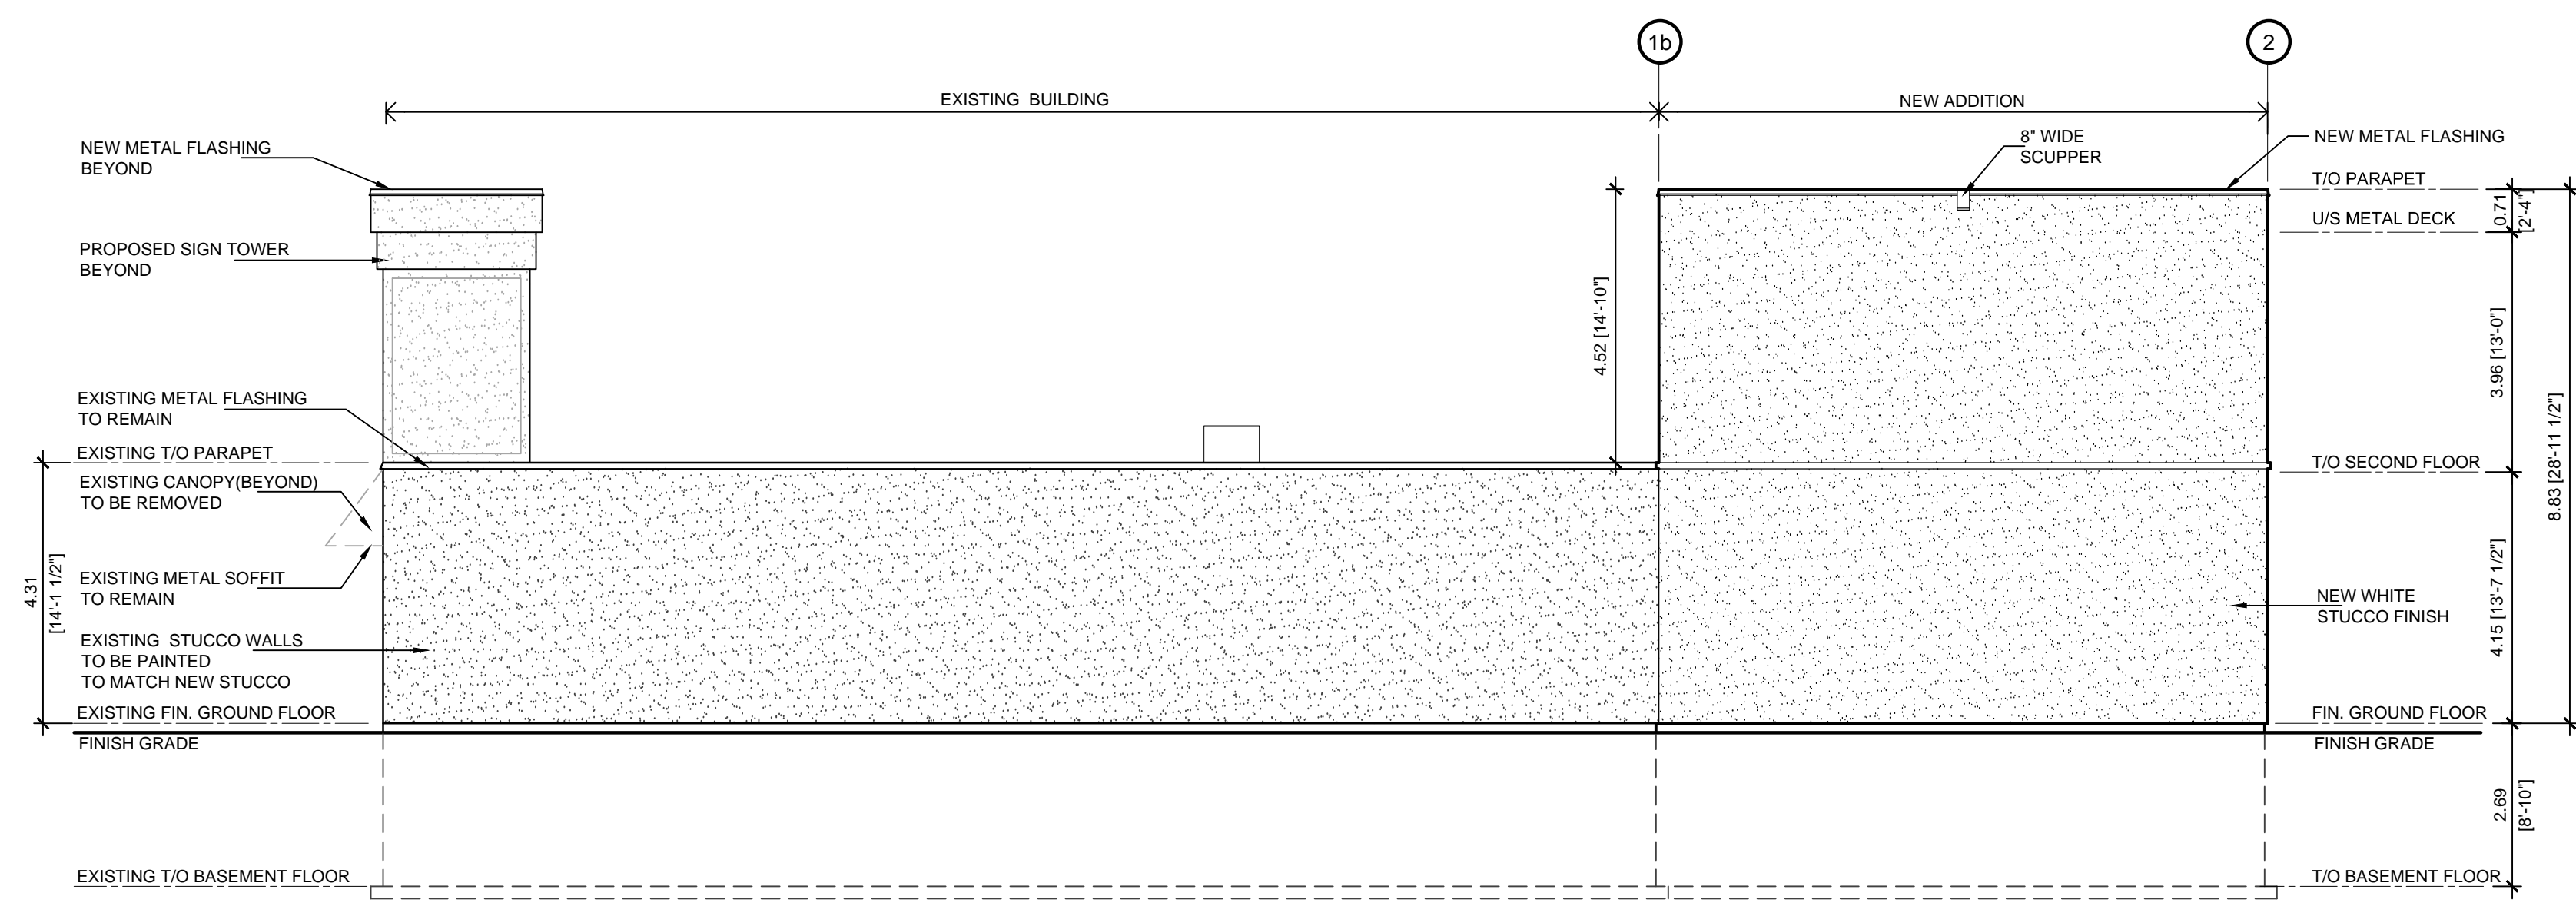 1b
2
EXISTING  BUILDING
NEW ADDITION
NEW METAL FLASHING
BEYOND
8" WIDE
SCUPPER
NEW METAL FLASHING
T/O PARAPET
U/S METAL DECK
0.71
[2'-4"]
PROPOSED SIGN TOWER
BEYOND
4.52 [14'-10"]
3.96 [13'-0"]
8.83 [28'-11 1/2"]
EXISTING METAL FLASHING
TO REMAIN
EXISTING T/O PARAPET
T/O SECOND FLOOR
EXISTING CANOPY(BEYOND)
TO BE REMOVED
4.31
[14'-1 1/2"]
EXISTING METAL SOFFIT
TO REMAIN
4.15 [13'-7 1/2"]
NEW WHITE
STUCCO FINISH
EXISTING  STUCCO WALLS
TO BE PAINTED
TO MATCH NEW STUCCO
EXISTING FIN. GROUND FLOOR
FIN. GROUND FLOOR
FINISH GRADE
FINISH GRADE
2.69
[8'-10"]
EXISTING T/O BASEMENT FLOOR
T/O BASEMENT FLOOR